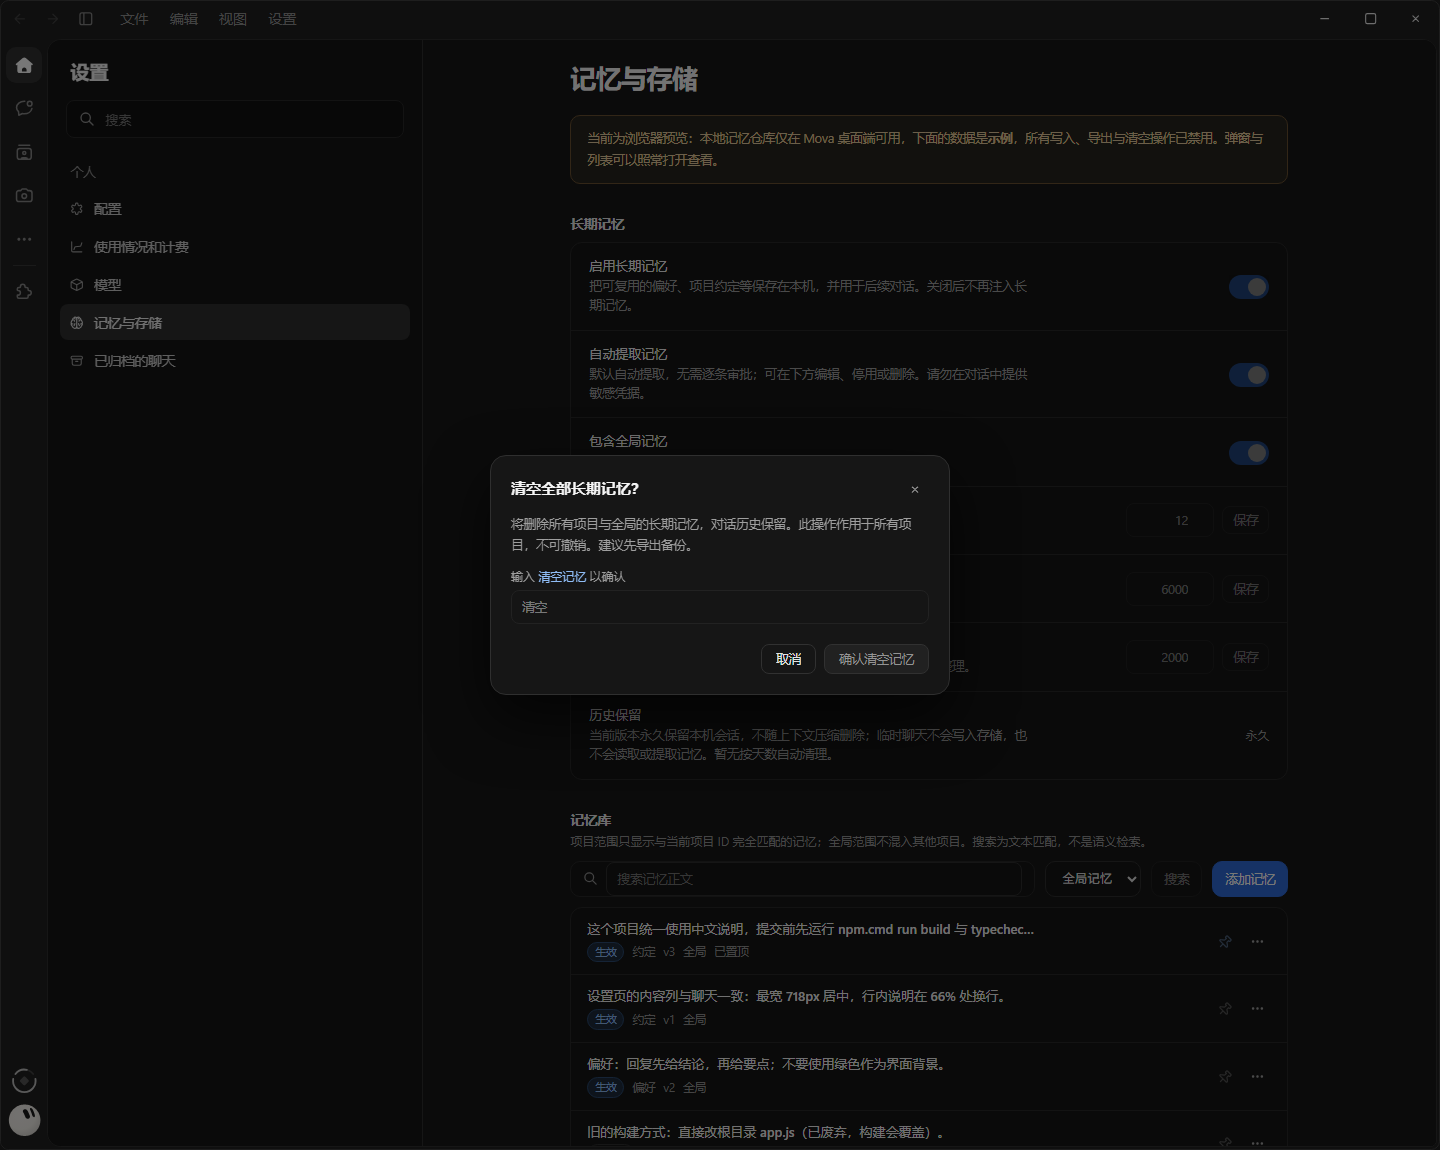 文件 编辑 视图 设置
设置
搜索
个人
配置
使用情况和计费
模型
记忆与存储
已归档的聊天
记忆与存储
当前为浏览器预览：本地记忆仓库仅在 Mova 桌面端可用，下面的数据是示例，所有写入、导出与清空操作已禁用。弹窗与
列表可以照常打开查看。
长期记忆
启用长期记忆
把可复用的偏好、项目约定等保存在本机，并用于后续对话。关闭后不再注入长
期记忆。
自动提取记忆
默认自动提取，无需逐条审批；可在下方编辑、停用或删除。请勿在对话中提供
敏感凭据。
包含全局记忆
清空全部长期记忆？
将删除所有项目与全局的长期记忆，对话历史保留。此操作作用于所有项
目，不可撤销。建议先导出备份。
输入 清空记忆 以确认
清空
取消 确认清空记忆
12 保存
6000 保存
2000 保存
理。
历史保留
当前版本永久保留本机会话，不随上下文压缩删除；临时聊天不会写入存储，也
不会读取或提取记忆。暂无按天数自动清理。
永久
记忆库
项目范围只显示与当前项目 ID 完全匹配的记忆；全局范围不混入其他项目。搜索为文本匹配，不是语义检索。
搜索记忆正文 全局记忆 搜索 添加记忆
这个项目统一使用中文说明，提交前先运行 npm.cmd run build 与 typechec...
生效 约定 v3 全局 已置顶
设置页的内容列与聊天一致：最宽 718px 居中，行内说明在 66% 处换行。
生效 约定 v1 全局
偏好：回复先给结论，再给要点；不要使用绿色作为界面背景。
生效 偏好 v2 全局
旧的构建方式：直接改根目录 app.js（已废弃，构建会覆盖）。